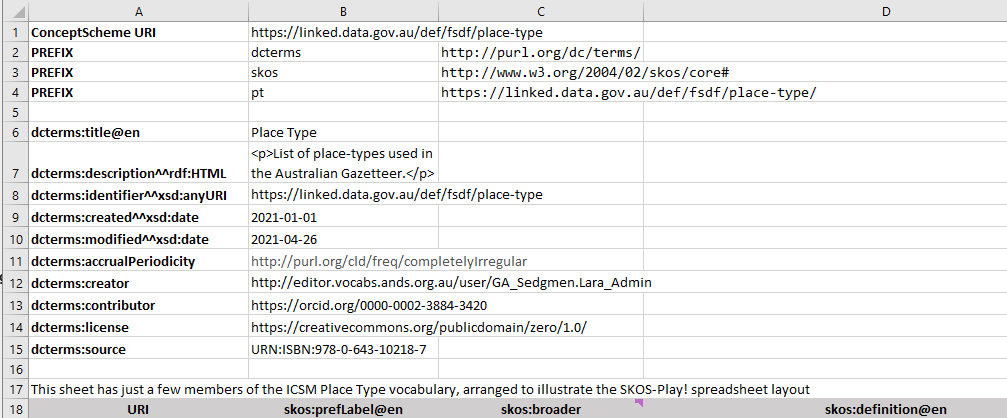 A B C D
1 ConceptScheme URI https://linked.data.gov.au/def/fsdf/place-type
2 PREFIX dcterms http://purl.org/dc/terms/
3 PREFIX skos http://www.w3.org/2004/02/skos/core#
4 PREFIX pt https://linked.data.gov.au/def/fsdf/place-type/
5
6 dcterms:title@en Place Type
<p>List of place-types used in
7 dcterms:description^^rdf:HTML the Australian Gazetteer.</p>
8 dcterms:identifier^^xsd:anyURI https://linked.data.gov.au/def/fsdf/place-type
9 dcterms:created^^xsd:date 2021-01-01
10 dcterms:modified^^xsd:date 2021-04-26
11 dcterms:accrualPeriodicity http://purl.org/cld/freq/completelyIrregular
12 dcterms:creator http://editor.vocabs.ands.org.au/user/GA_Sedgmen.Lara_Admin
13 dcterms:contributor https://orcid.org/0000-0002-3884-3420
14 dcterms:license https://creativecommons.org/publicdomain/zero/1.0/
15 dcterms:source URN:ISBN:978-0-643-10218-7
16
17 This sheet has just a few members of the ICSM Place Type vocabulary, arranged to illustrate the SKOS-Play! spreadsheet layout
18 URI skos:prefLabel@en skos:broader skos:definition@en